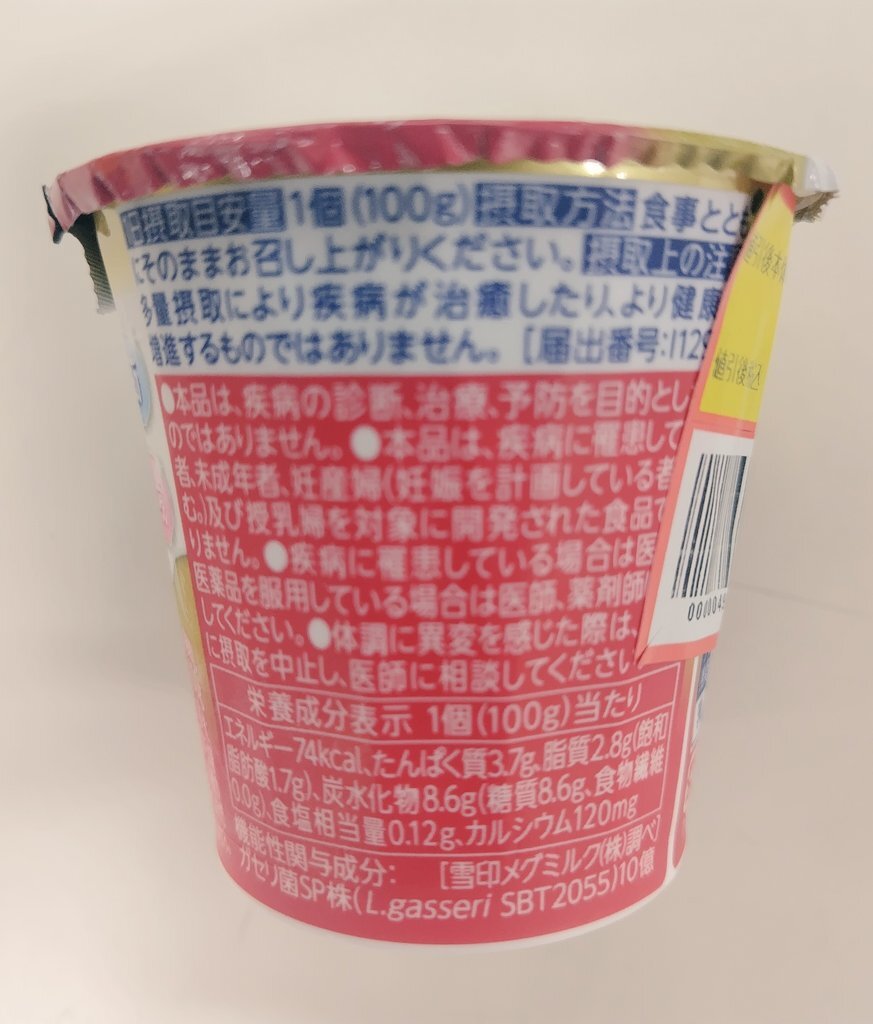 日摂取目安量 1個(100g) 摂取方法 食事とと
にそのままお召し上がりください。 摂取上の注
多量摂取により疾病が治癒したり、より健康
増進するものではありません。 [届出番号:I129
●本品は、疾病の診断、治療、予防を目的とし
のではありません。●本品は、疾病に罹患して
者、未成年者、妊産婦(妊娠を計画している者
む。)及び授乳婦を対象に開発された食品で
りません。●疾病に罹患している場合は医
医薬品を服用している場合は医師、薬剤師
してください。●体調に異変を感じた際は、
に摂取を中止し、医師に相談してください
栄養成分表示 1個(100g)当たり
エネルギー74kcal、たんぱく質3.7g、脂質2.8g(飽和
脂肪酸1.7g)、炭水化物8.6g(糖質8.6g、食物繊維
0.0g)、食塩相当量0.12g、カルシウム120mg
機能性関与成分: [雪印メグミルク(株)調べ]
ガセリ菌SP株(L.gasseri SBT2055)10億
値引後本体
値引後税込